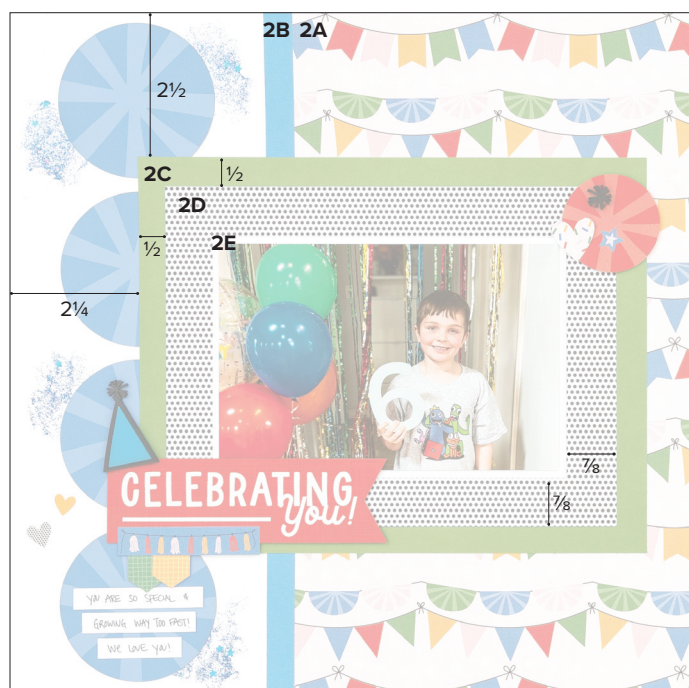 2B 2A
2½
2C
½
2D
½
2E
2¼
6
⅞
CELEBRATING
You!
⅞
YOU ARE SO SPECIAL &
GROWING WAY TOO FAST!
WE LOVE YOU!